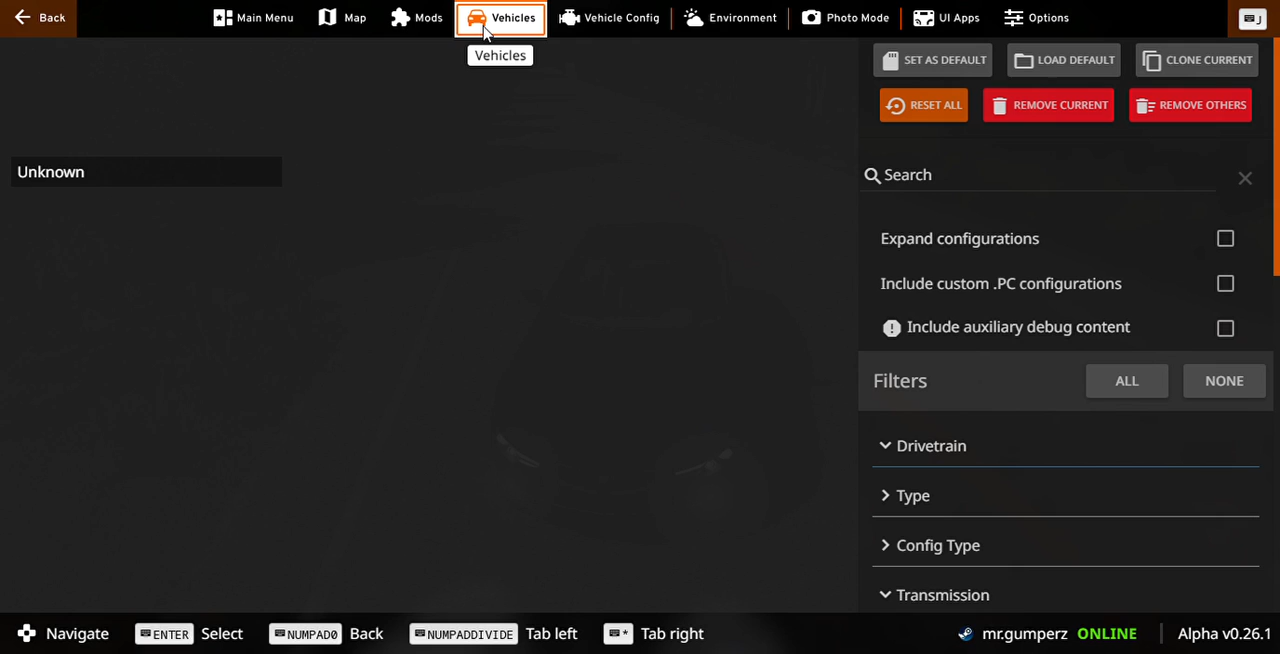 Back Main Menu Map Mods Vehicles Vehicle Config Environment Photo Mode UI Apps Options J
Vehicles
SET AS DEFAULT LOAD DEFAULT CLONE CURRENT
RESET ALL REMOVE CURRENT REMOVE OTHERS
Unknown
Search
Expand configurations
Include custom .PC configurations
Include auxiliary debug content
Filters ALL NONE
Drivetrain
Type
Config Type
Transmission
Navigate ENTER Select NUMPAD0 Back NUMPADDIVIDE Tab left * Tab right mr.gumperz ONLINE Alpha v0.26.1